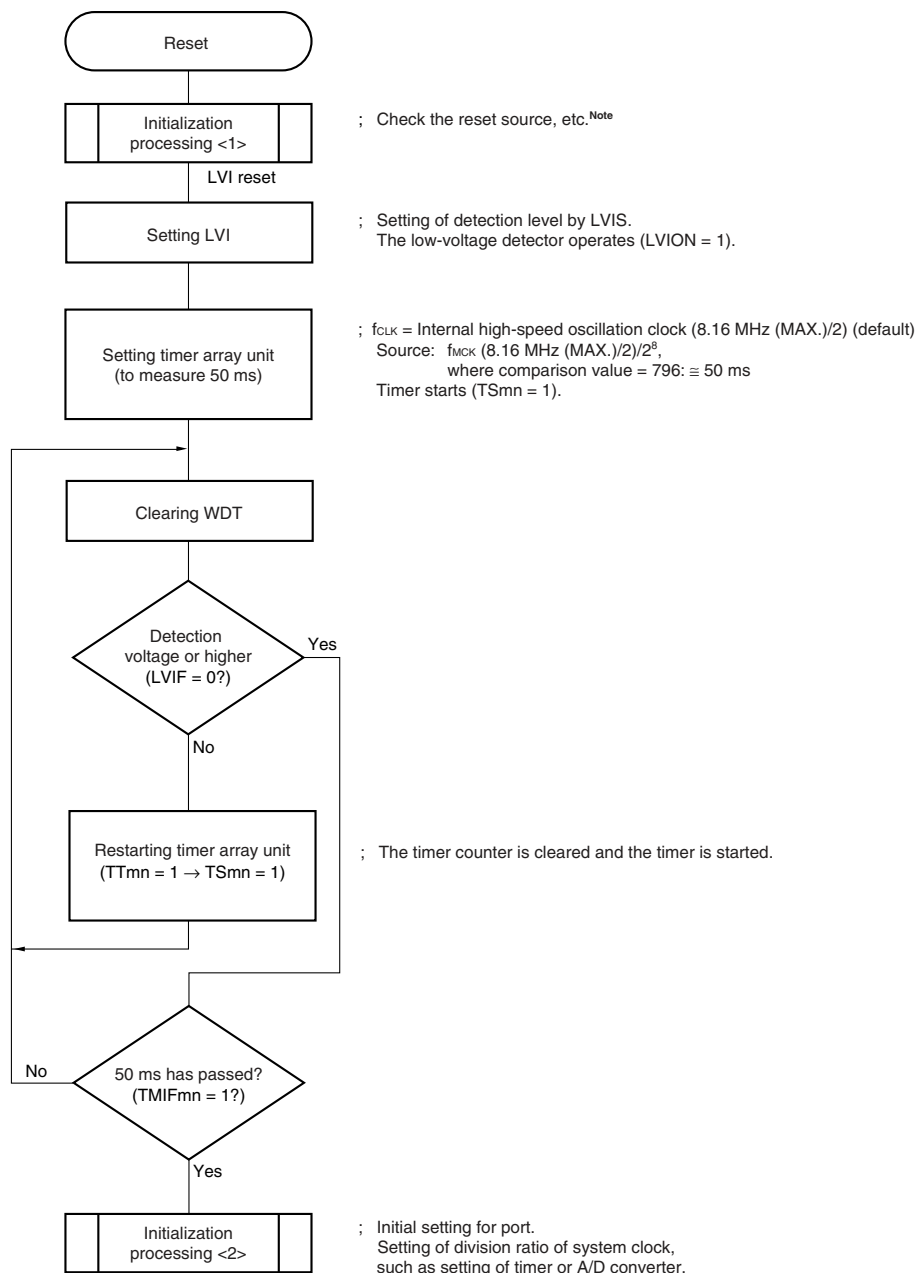 Reset
Initialization
processing <1>
; Check the reset source, etc.Note
LVI reset
Setting LVI
; Setting of detection level by LVIS.
The low-voltage detector operates (LVION = 1).
Setting timer array unit
(to measure 50 ms)
; fCLK = Internal high-speed oscillation clock (8.16 MHz (MAX.)/2) (default)
Source: fMCK (8.16 MHz (MAX.)/2)/2⁸,
where comparison value = 796: ≅ 50 ms
Timer starts (TSmn = 1).
Clearing WDT
Detection
voltage or higher
(LVIF = 0?)
Yes
No
Restarting timer array unit
(TTmn = 1 → TSmn = 1)
; The timer counter is cleared and the timer is started.
No
50 ms has passed?
(TMIFmn = 1?)
Yes
Initialization
processing <2>
; Initial setting for port.
Setting of division ratio of system clock,
such as setting of timer or A/D converter.